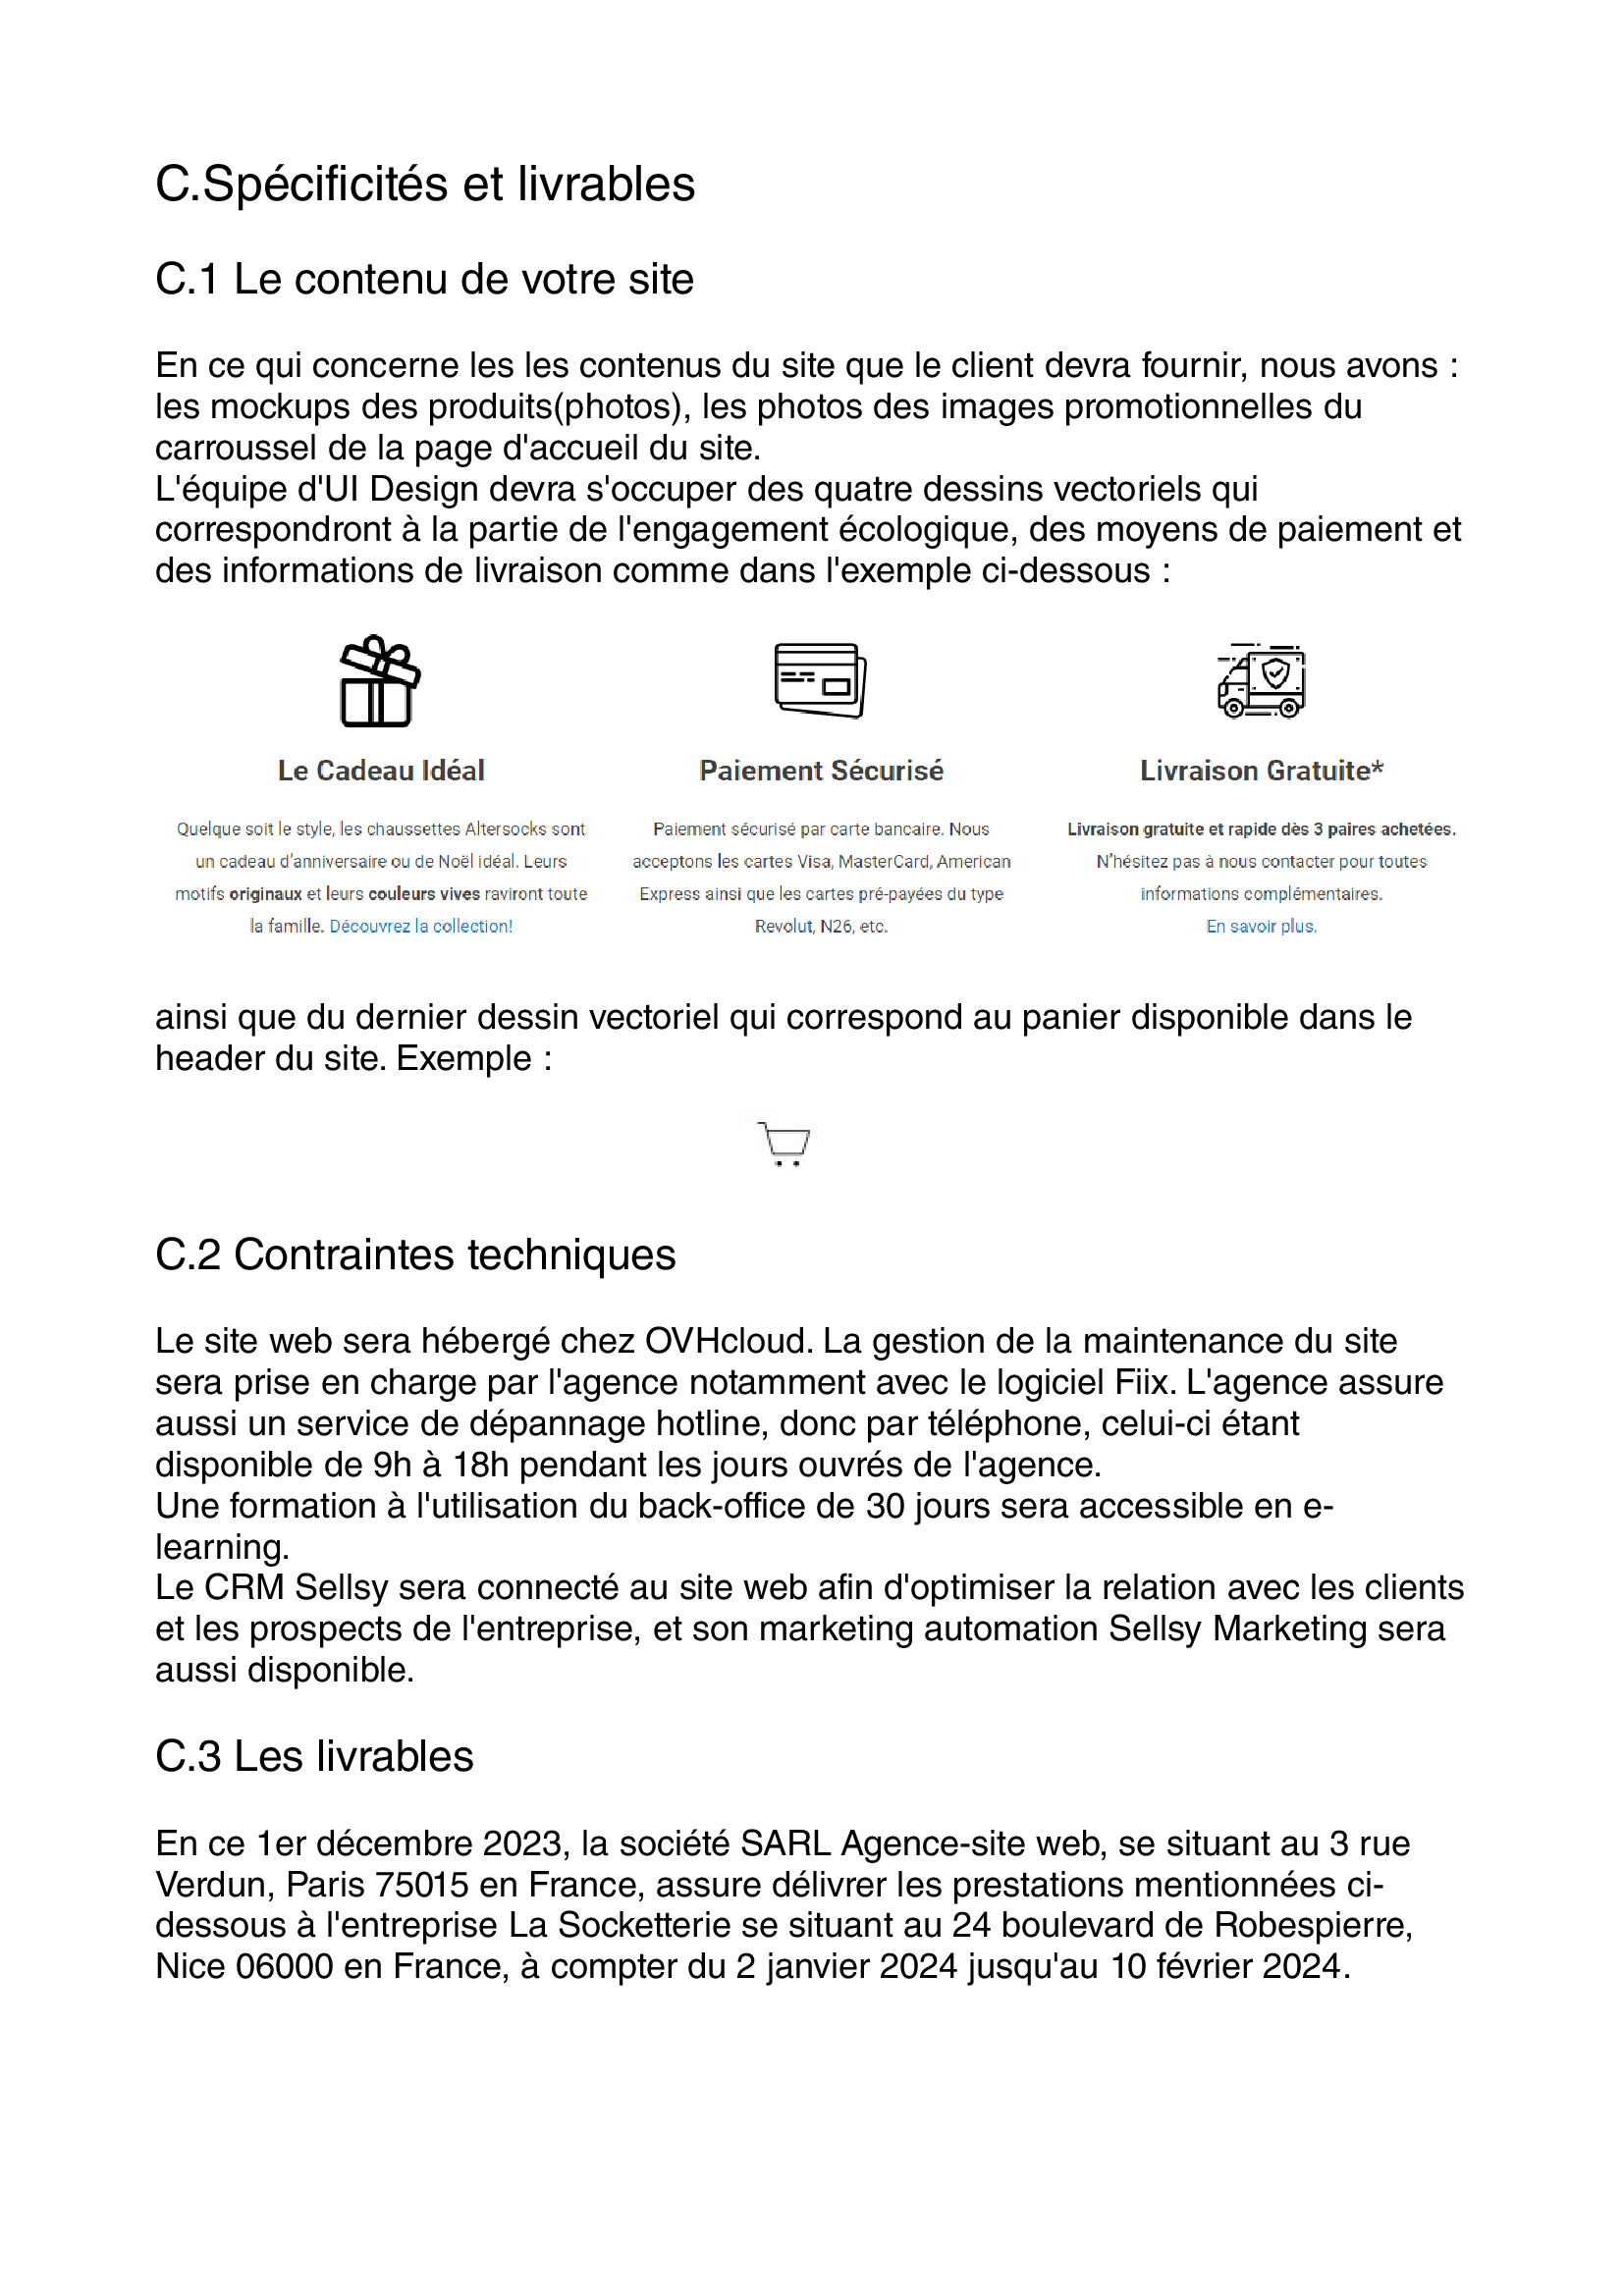 C.Spécificités et livrables
C.1 Le contenu de votre site
En ce qui concerne les les contenus du site que le client devra fournir, nous avons :
les mockups des produits(photos), les photos des images promotionnelles du
carroussel de la page d'accueil du site.
L'équipe d'UI Design devra s'occuper des quatre dessins vectoriels qui
correspondront à la partie de l'engagement écologique, des moyens de paiement et
des informations de livraison comme dans l'exemple ci-dessous :
Le Cadeau Idéal
Quelque soit le style, les chaussettes Altersocks sont
un cadeau d'anniversaire ou de Noël idéal. Leurs
motifs originaux et leurs couleurs vives raviront toute
la famille. Découvrez la collection!
Paiement Sécurisé
Paiement sécurisé par carte bancaire. Nous
acceptons les cartes Visa, MasterCard, American
Express ainsi que les cartes pré-payées du type
Revolut, N26, etc.
Livraison Gratuite*
Livraison gratuite et rapide dès 3 paires achetées.
N'hésitez pas à nous contacter pour toutes
informations complémentaires.
En savoir plus.
ainsi que du dernier dessin vectoriel qui correspond au panier disponible dans le
header du site. Exemple :
C.2 Contraintes techniques
Le site web sera hébergé chez OVHcloud. La gestion de la maintenance du site
sera prise en charge par l'agence notamment avec le logiciel Fiix. L'agence assure
aussi un service de dépannage hotline, donc par téléphone, celui-ci étant
disponible de 9h à 18h pendant les jours ouvrés de l'agence.
Une formation à l'utilisation du back-office de 30 jours sera accessible en e-
learning.
Le CRM Sellsy sera connecté au site web afin d'optimiser la relation avec les clients
et les prospects de l'entreprise, et son marketing automation Sellsy Marketing sera
aussi disponible.
C.3 Les livrables
En ce 1er décembre 2023, la société SARL Agence-site web, se situant au 3 rue
Verdun, Paris 75015 en France, assure délivrer les prestations mentionnées ci-
dessous à l'entreprise La Socketterie se situant au 24 boulevard de Robespierre,
Nice 06000 en France, à compter du 2 janvier 2024 jusqu'au 10 février 2024.